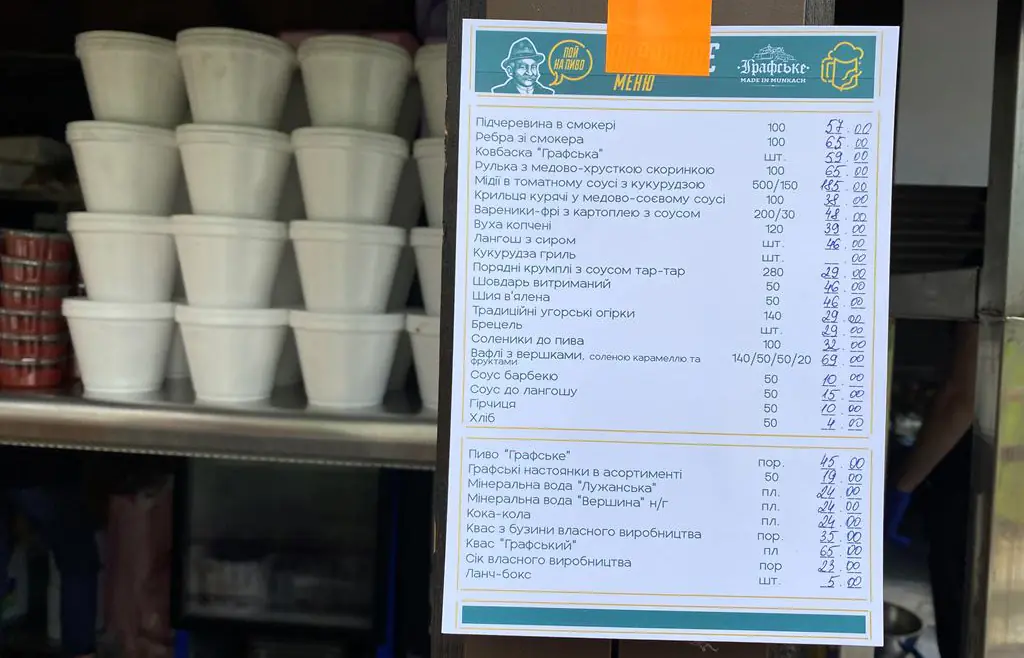 ПОЙ
НА ПИВО
МЕНЮ
Графське
MADE IN MUNKACH
Підчеревина в смокері 100 57.00
Ребра зі смокера 100 65.00
Ковбаска "Графська" шт. 59.00
Рулька з медово-хрусткою скоринкою 100 65.00
Мідії в томатному соусі з кукурудзою 500/150 185.00
Крильця курячі у медово-соєвому соусі 100 38.00
Вареники-фрі з картоплею з соусом 200/30 48.00
Вуха копчені 120 39.00
Лангош з сиром шт. 46.00
Кукурудза гриль шт. __.00
Порядні крумплі з соусом тар-тар 280 29.00
Шовдарь витриманий 50 46.00
Шия в'ялена 50 46.00
Традиційні угорські огірки 140 29.00
Брецель шт. 29.00
Соленики до пива 100 32.00
Вафлі з вершками, соленою карамеллю та 140/50/50/20 69.00
фруктами
Соус барбекю 50 10.00
Соус до лангошу 50 15.00
Гірчиця 50 10.00
Хліб 50 4.00
Пиво "Графське" пор. 45.00
Графські настоянки в асортименті 50 19.00
Мінеральна вода "Лужанська" пл. 24.00
Мінеральна вода "Вершина" н/г пл. 24.00
Кока-кола пл. 24.00
Квас з бузини власного виробництва пор. 35.00
Квас "Графський" пл 65.00
Сік власного виробництва пор 23.00
Ланч-бокс шт. 5.00